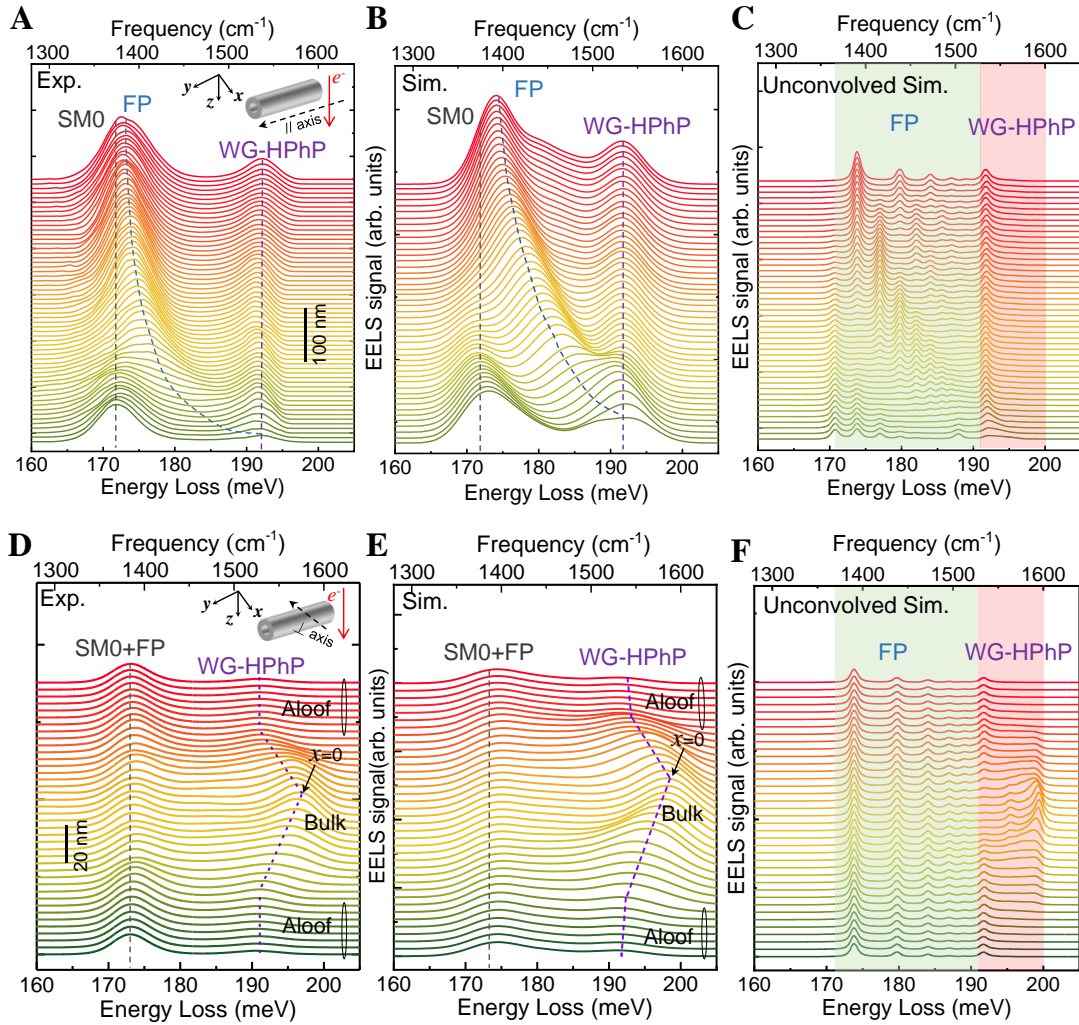 A
Frequency (cm-1)
1300 1400 1500 1600
Exp.
y z x
e-
// axis
FP
SM0
WG-HPhP
100 nm
160 170 180 190 200
Energy Loss (meV)
B
Frequency (cm-1)
1300 1400 1500 1600
Sim.
FP
SM0
WG-HPhP
EELS signal (arb. units)
160 170 180 190 200
Energy Loss (meV)
C
Frequency (cm-1)
1300 1400 1500 1600
Unconvolved Sim.
FP
WG-HPhP
EELS signal (arb. units)
160 170 180 190 200
Energy Loss (meV)
D
Frequency (cm-1)
1300 1400 1500 1600
Exp.
y z x
e-
⊥ axis
SM0+FP
WG-HPhP
Aloof
x=0
Bulk
20 nm
Aloof
160 170 180 190 200
Energy Loss (meV)
E
Frequency (cm-1)
1300 1400 1500 1600
Sim.
SM0+FP
WG-HPhP
Aloof
x=0
Bulk
Aloof
EELS signal(arb. units)
160 170 180 190 200
Energy Loss (meV)
F
Frequency (cm-1)
1300 1400 1500 1600
Unconvolved Sim.
FP
WG-HPhP
EELS signal (arb. units)
160 170 180 190 200
Energy Loss (meV)